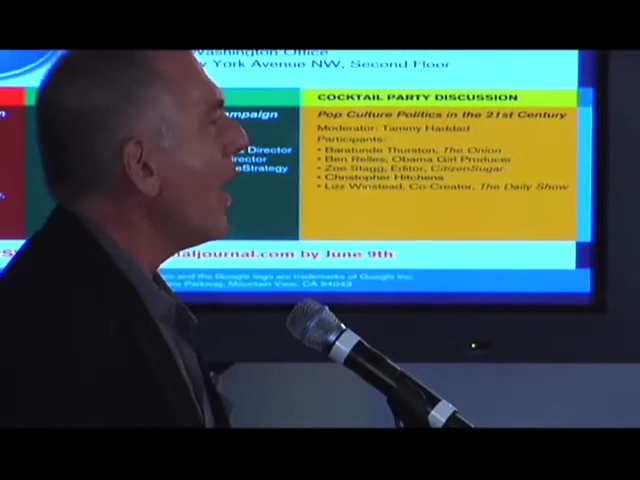 Washington Office
York Avenue NW, Second Floor
COCKTAIL PARTY DISCUSSION
Pop Culture Politics in the 21st Century
Moderator: Tammy Haddad
Participants:
• Baratunde Thurston, The Onion
• Ben Relles, Obama Girl Producer
• Zoe Stagg, Editor, CitizenSugar
• Christopher Hitchens
• Lizz Winstead, Co-Creator, The Daily Show
mpaign
Director
rector
eStrategy
aljournal.com by June 9th
and the Google logo are trademarks of Google Inc.
Parkway, Mountain View, CA 94043